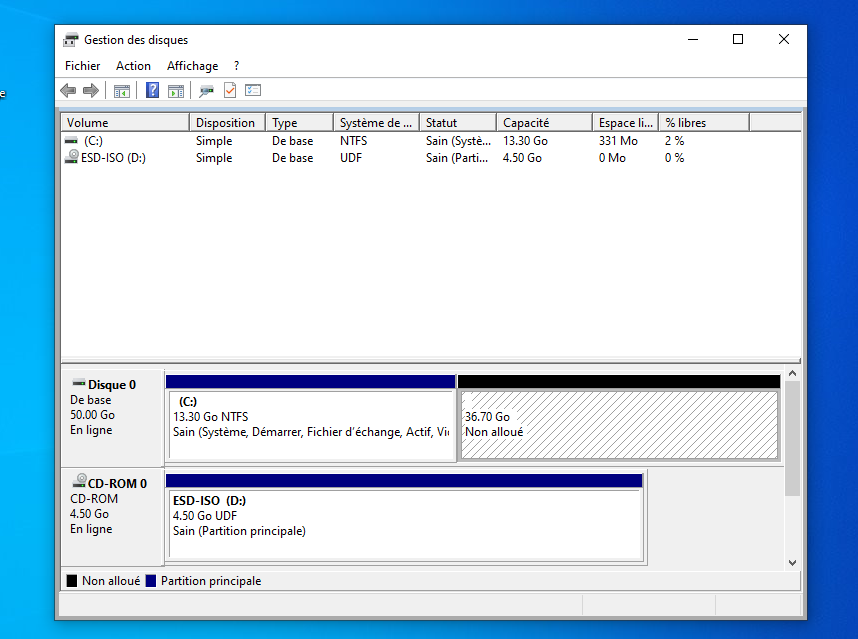 e
Gestion des disques
Fichier Action Affichage ?
Volume Disposition Type Système de ... Statut Capacité Espace li... % libres
(C:) Simple De base NTFS Sain (Systè... 13.30 Go 331 Mo 2 %
ESD-ISO (D:) Simple De base UDF Sain (Parti... 4.50 Go 0 Mo 0 %
Disque 0
De base
50.00 Go
En ligne
(C:)
13.30 Go NTFS
Sain (Système, Démarrer, Fichier d'échange, Actif, Vi
36.70 Go
Non alloué
CD-ROM 0
CD-ROM
4.50 Go
En ligne
ESD-ISO (D:)
4.50 Go UDF
Sain (Partition principale)
Non alloué Partition principale